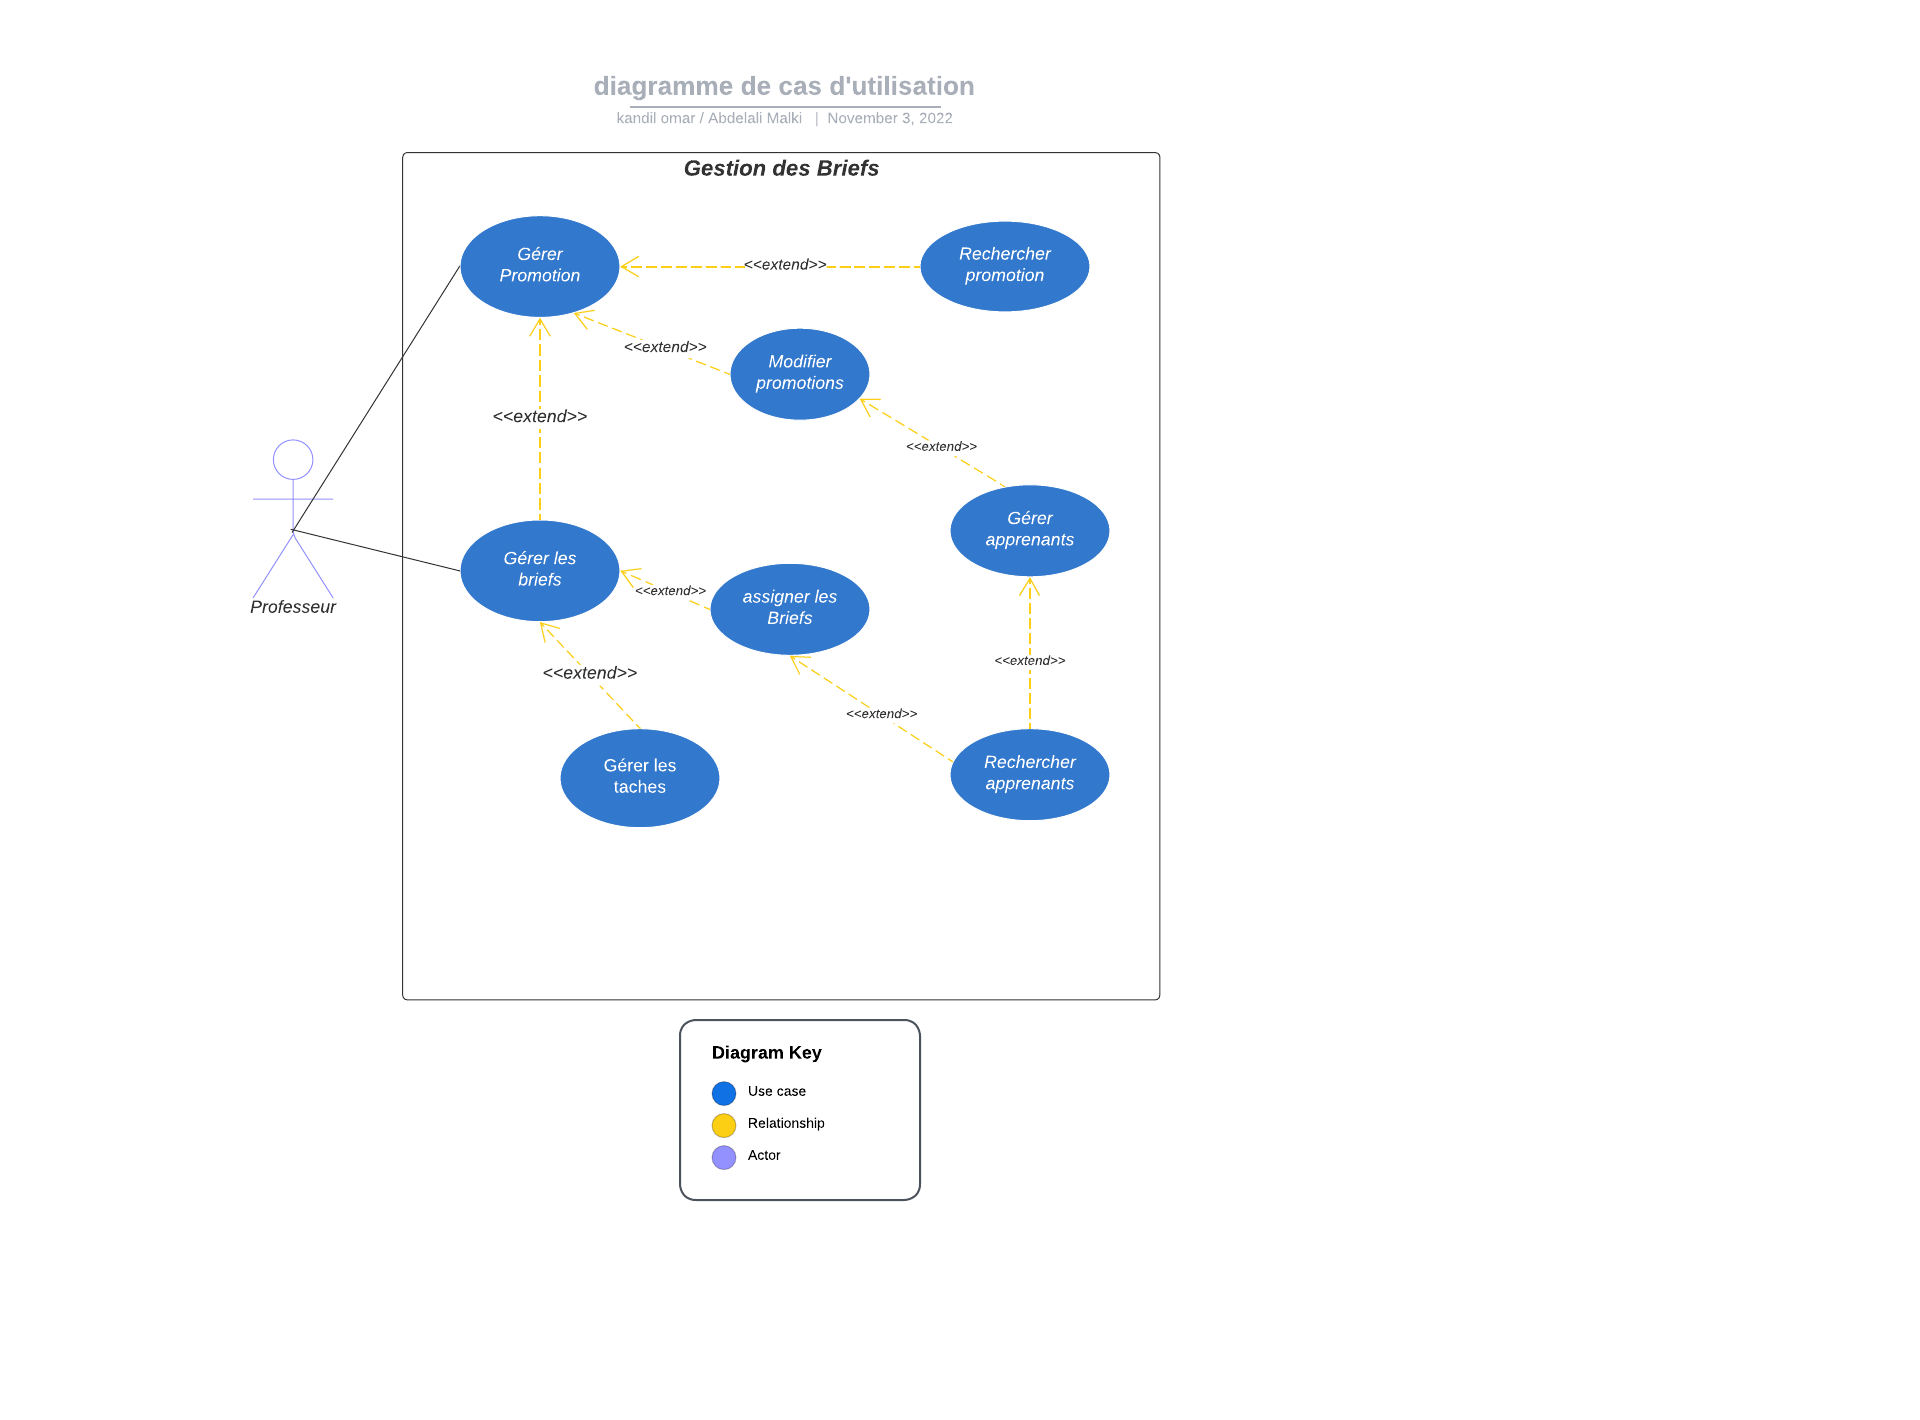 diagramme de cas d'utilisation
kandil omar / Abdelali Malki | November 3, 2022
Gestion des Briefs
Gérer
Promotion
<<extend>>
Rechercher
promotion
<<extend>>
Modifier
promotions
<<extend>>
<<extend>>
Gérer
apprenants
Gérer les
briefs
<<extend>>
assigner les
Briefs
Professeur
<<extend>>
<<extend>>
<<extend>>
Gérer les
taches
Rechercher
apprenants
Diagram Key
Use case
Relationship
Actor